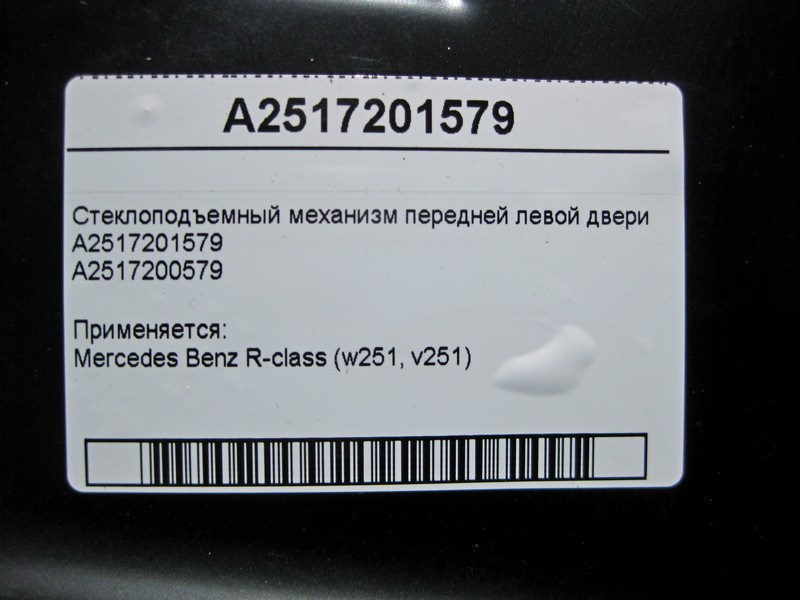 A2517201579
Стеклоподъемный механизм передней левой двери
A2517201579
A2517200579
Применяется:
Mercedes Benz R-class (w251, v251)